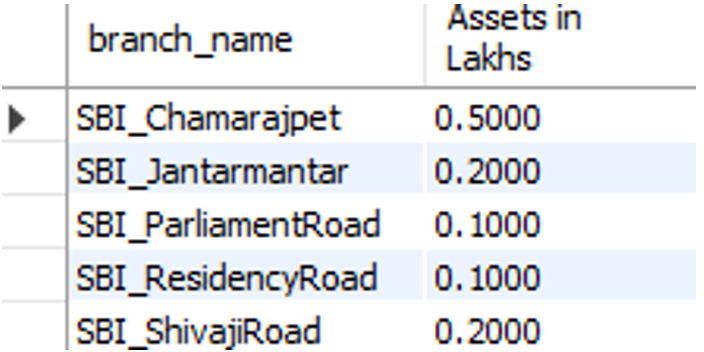 branch_name Assets in
Lakhs
SBI_Chamarajpet 0.5000
SBI_Jantarmantar 0.2000
SBI_ParliamentRoad 0.1000
SBI_ResidencyRoad 0.1000
SBI_ShivajiRoad 0.2000